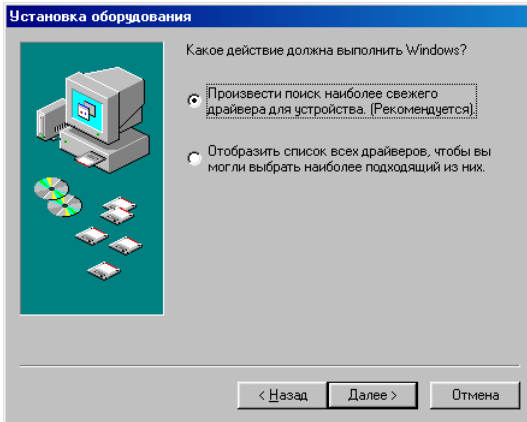 Установка оборудования
Какое действие должна выполнить Windows?
Произвести поиск наиболее свежего
драйвера для устройства. (Рекомендуется).
Отобразить список всех драйверов, чтобы вы
могли выбрать наиболее подходящий из них.
< Назад
Далее >
Отмена